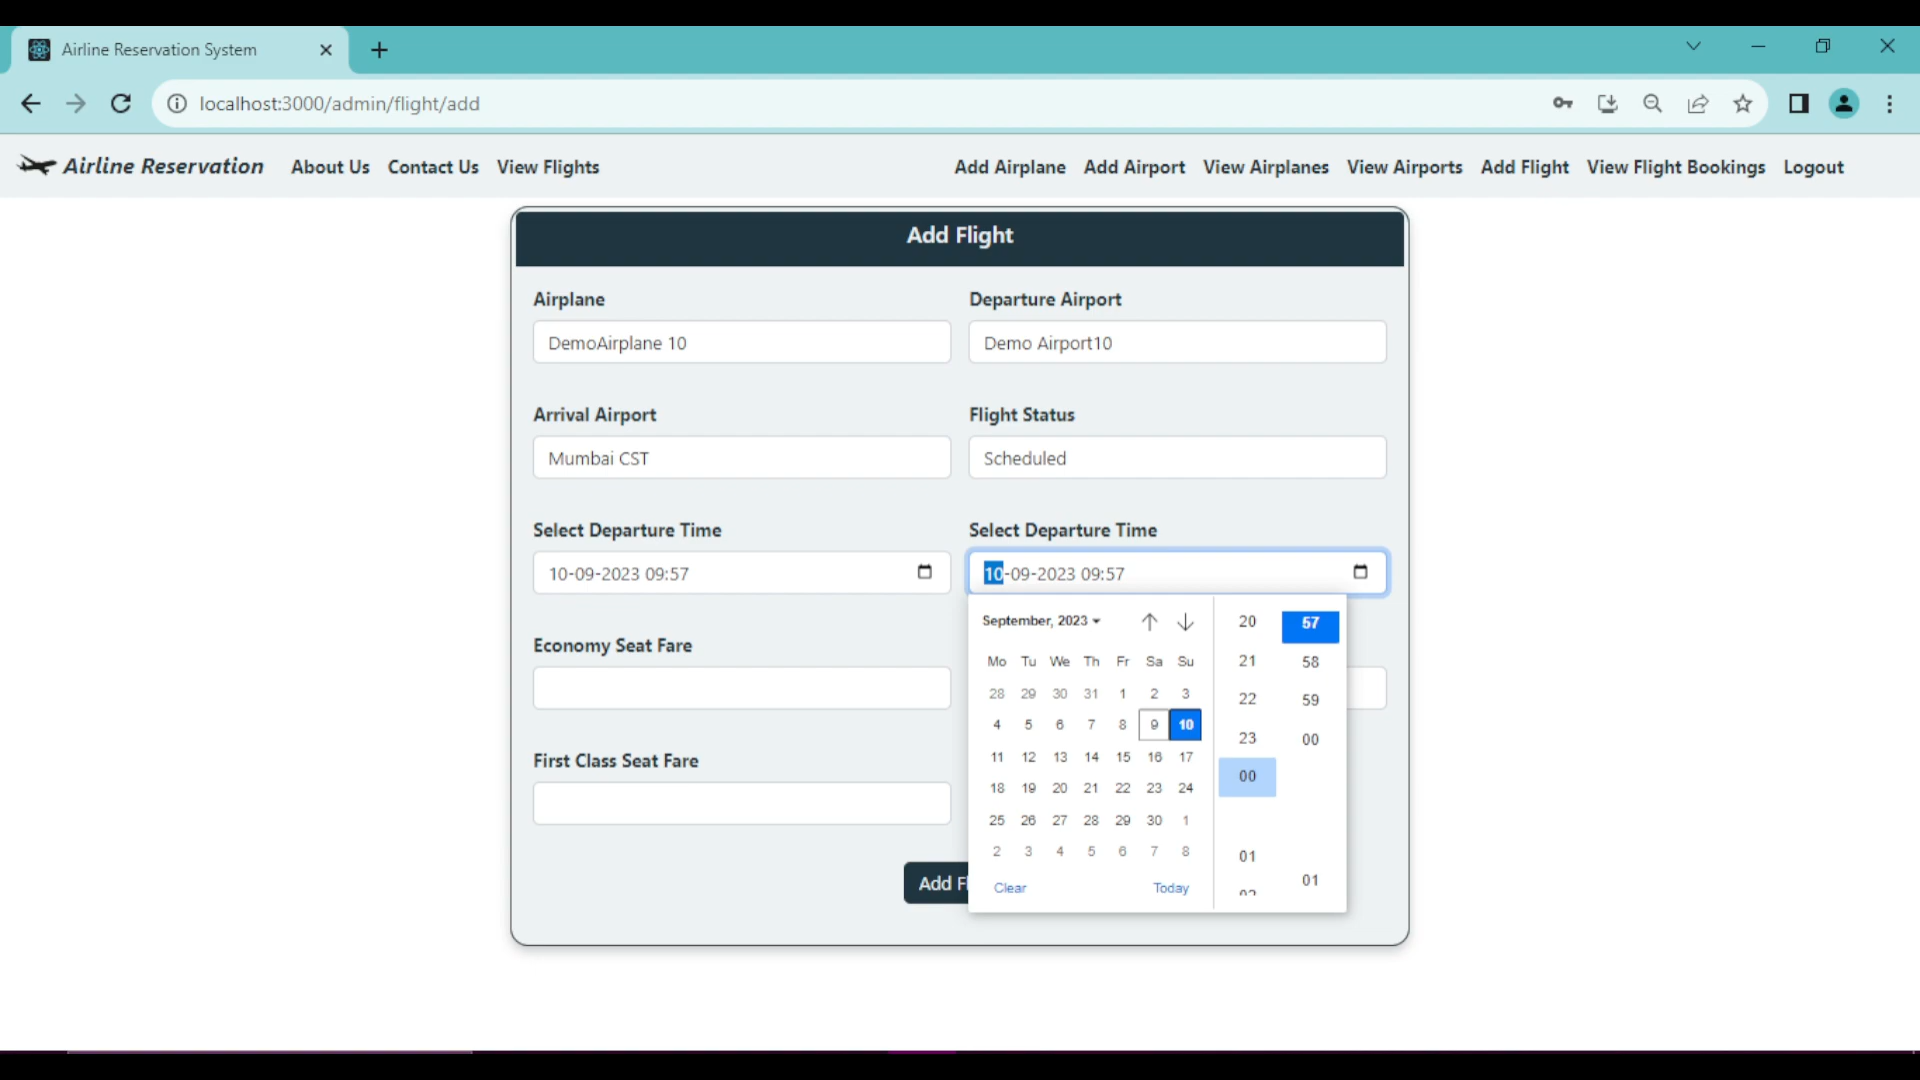 Airline Reservation System
localhost:3000/admin/flight/add
Airline Reservation About Us Contact Us View Flights Add Airplane Add Airport View Airplanes View Airports Add Flight View Flight Bookings Logout
Add Flight
Airplane Departure Airport
DemoAirplane 10 Demo Airport10
Arrival Airport Flight Status
Mumbai CST Scheduled
Select Departure Time Select Departure Time
10-09-2023 09:57 10-09-2023 09:57
Economy Seat Fare
First Class Seat Fare
Add Fl
September, 2023
Mo Tu We Th Fr Sa Su
28 29 30 31 1 2 3
4 5 6 7 8 9 10
11 12 13 14 15 16 17
18 19 20 21 22 23 24
25 26 27 28 29 30 1
2 3 4 5 6 7 8
Clear Today
20 57
21 58
22 59
23 00
00
01
01